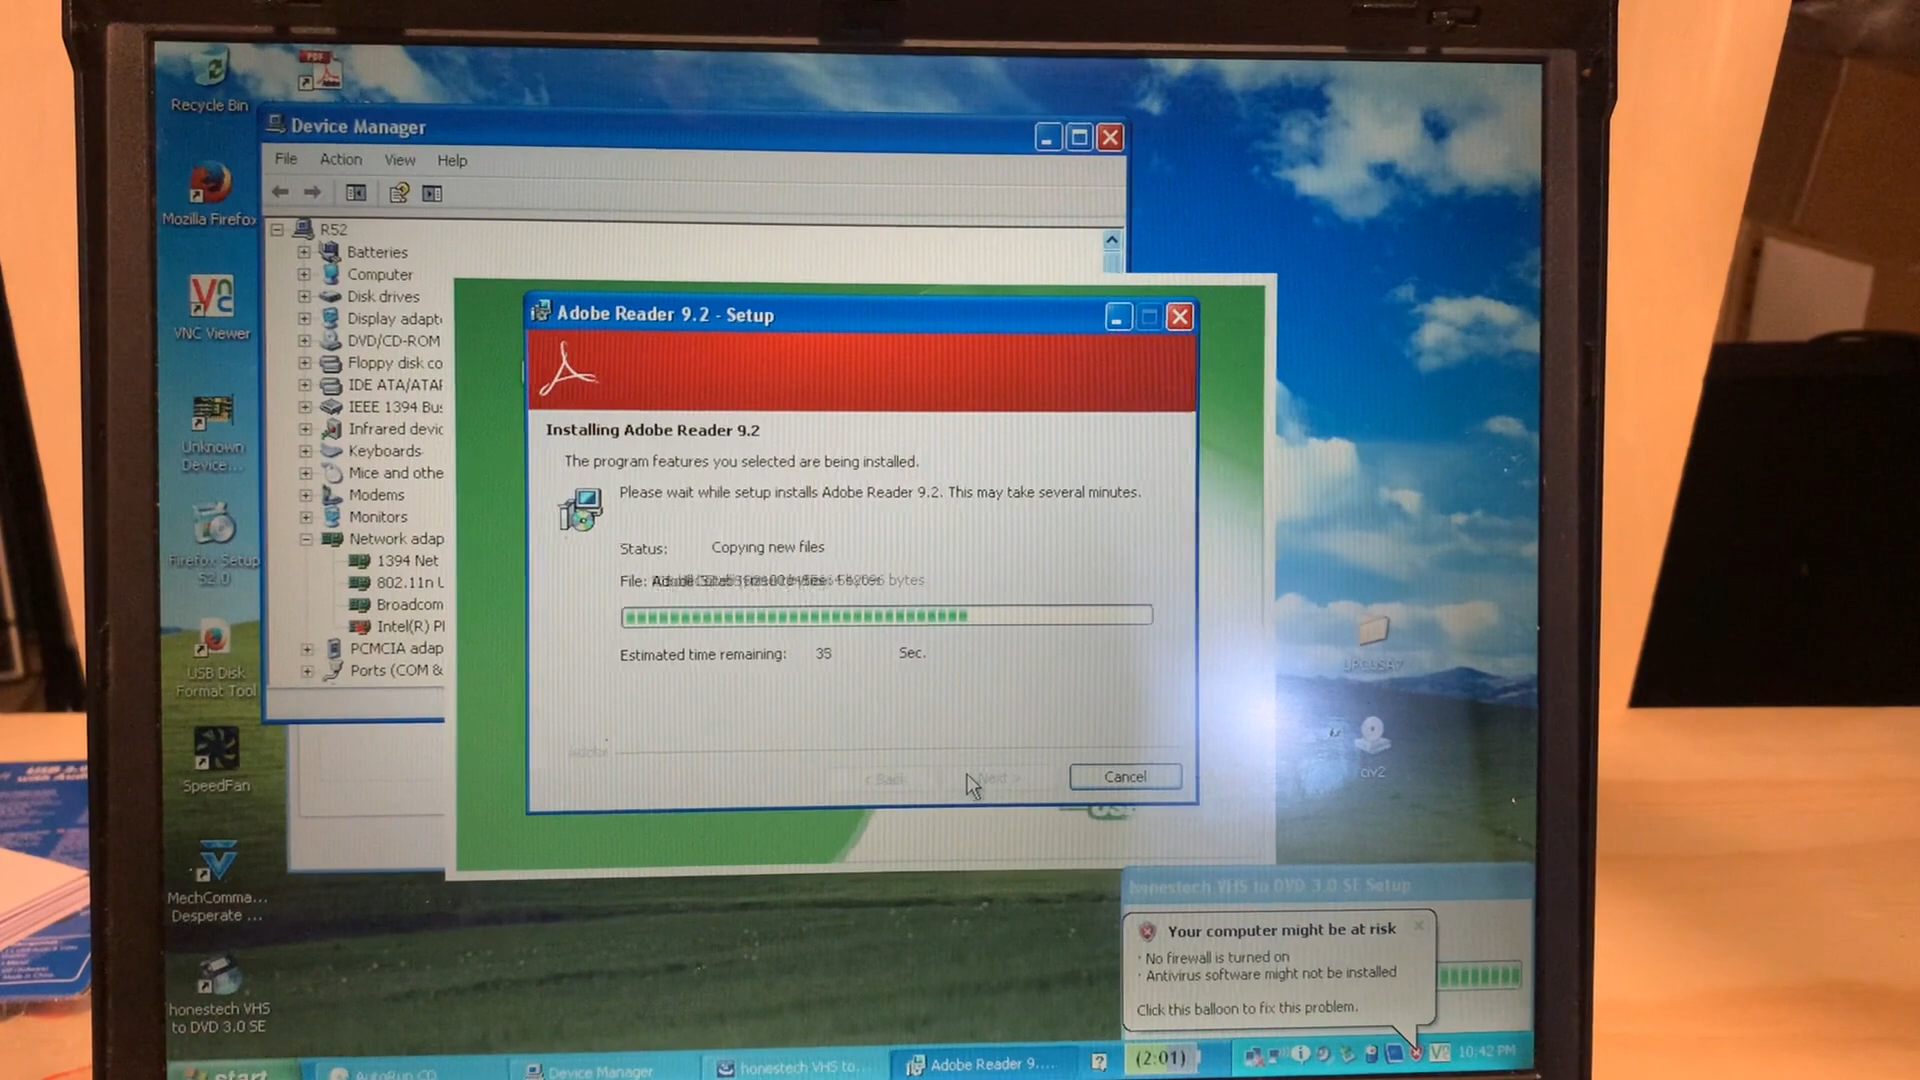 Recycle Bin
Mozilla Firefox
VNC Viewer
Unknown
Device...
Firefox Setup
52.0
USB Disk
Format Tool
SpeedFan
MechComma...
Desperate ...
honestech VHS
to DVD 3.0 SE
PDF
Device Manager
File Action View Help
R52
Batteries
Computer
Disk drives
Display adapt
DVD/CD-ROM
Floppy disk co
IDE ATA/ATAP
IEEE 1394 Bus
Infrared devic
Keyboards
Mice and othe
Modems
Monitors
Network adap
1394 Net
802.11n U
Broadcom
Intel(R) P
PCMCIA adap
Ports (COM &
Adobe Reader 9.2 - Setup
Installing Adobe Reader 9.2
The program features you selected are being installed.
Please wait while setup installs Adobe Reader 9.2. This may take several minutes.
Status: Copying new files
File: bytes
Estimated time remaining: 35 Sec.
Adobe
< Back Next > Cancel
civ2
honestech VHS to DVD 3.0 SE Setup
Your computer might be at risk
· No firewall is turned on
· Antivirus software might not be installed
Click this balloon to fix this problem.
start AutoRun CD Device Manager honestech VHS to... Adobe Reader 9.... (2:01) 10:42 PM